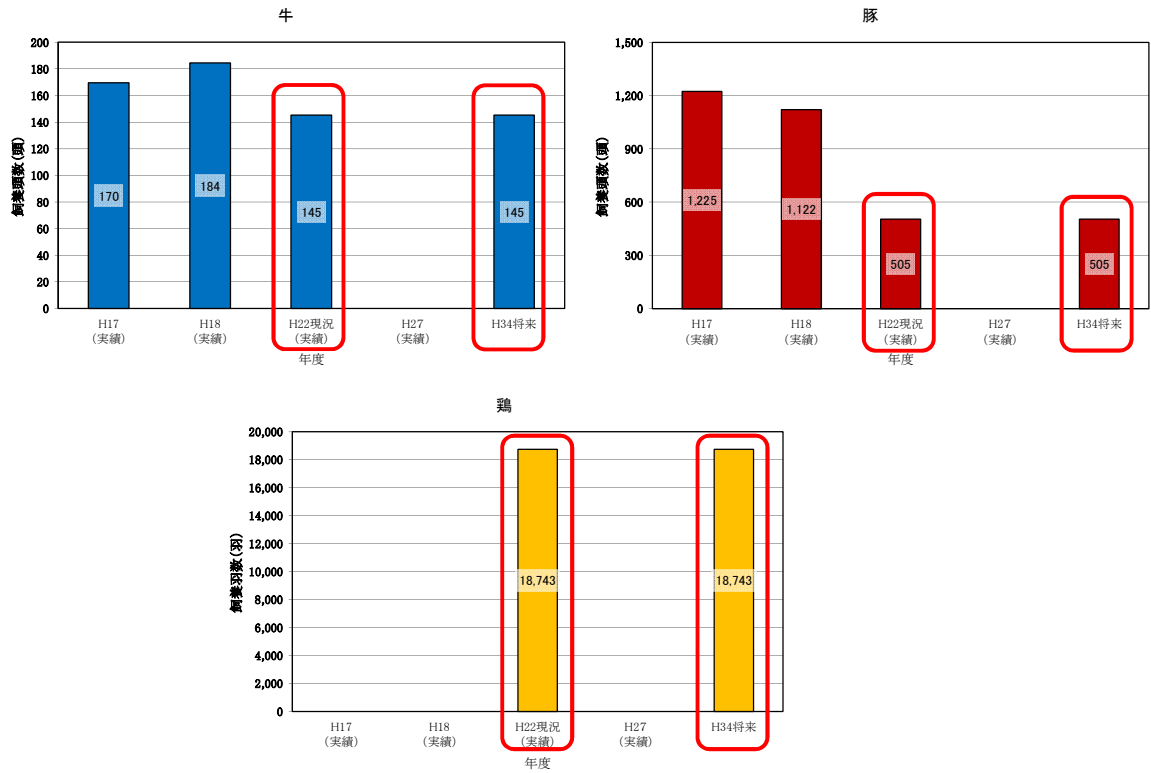 牛
200
180
160
140
120
100
80
60
40
20
0
飼養頭数(頭)
170
184
145
145
H17
(実績)
H18
(実績)
H22現況
(実績)
H27
(実績)
H34将来
年度
豚
1,500
1,200
900
600
300
0
飼養頭数(頭)
1,225
1,122
505
505
H17
(実績)
H18
(実績)
H22現況
(実績)
H27
(実績)
H34将来
年度
鶏
20,000
18,000
16,000
14,000
12,000
10,000
8,000
6,000
4,000
2,000
0
飼養羽数(羽)
18,743
18,743
H17
(実績)
H18
(実績)
H22現況
(実績)
H27
(実績)
H34将来
年度